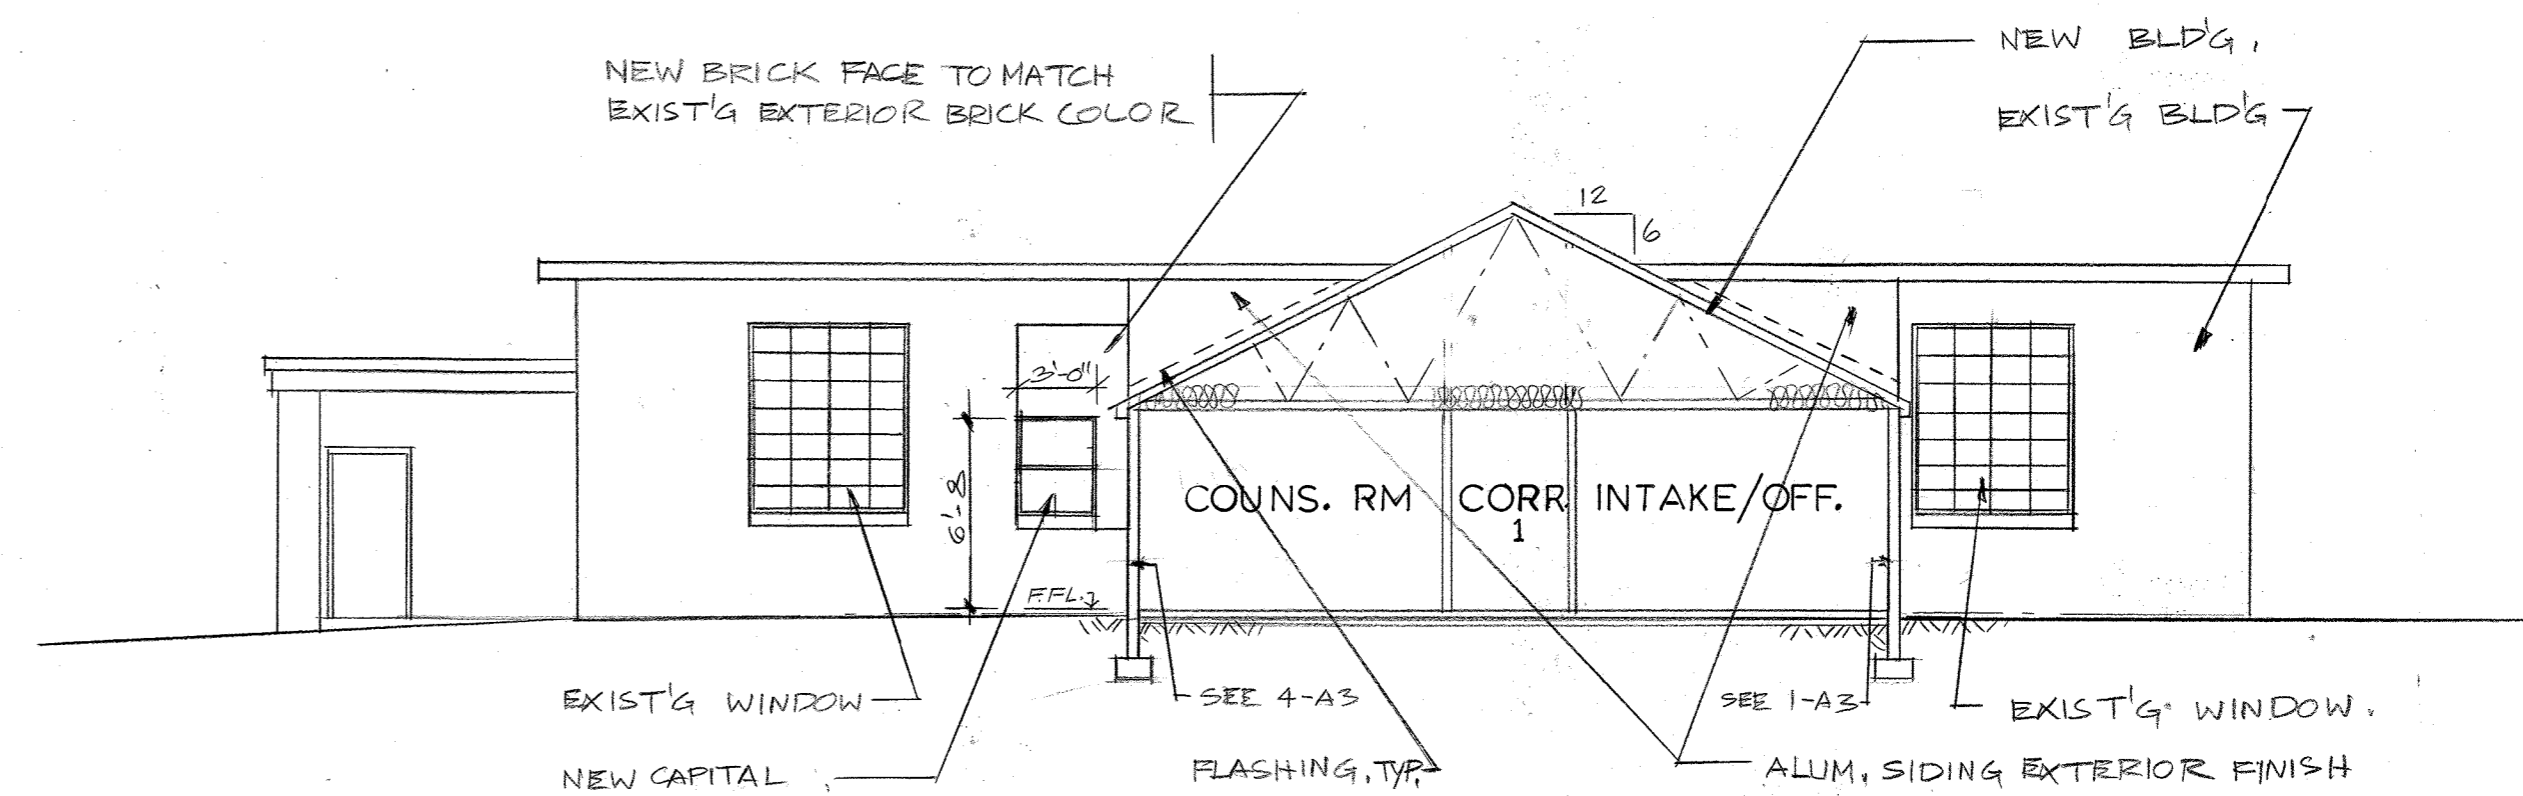 NEW BLD'G.
NEW BRICK FACE TO MATCH
EXIST'G EXTERIOR BRICK COLOR
EXIST'G BLD'G
12
6
3'-0"
6'-8
COUNS. RM
CORR.
1
INTAKE/OFF.
F.FL.
EXIST'G WINDOW
SEE 4-A3
SEE 1-A3
EXIST'G WINDOW.
NEW CAPITAL
FLASHING, TYP.
ALUM. SIDING EXTERIOR FINISH